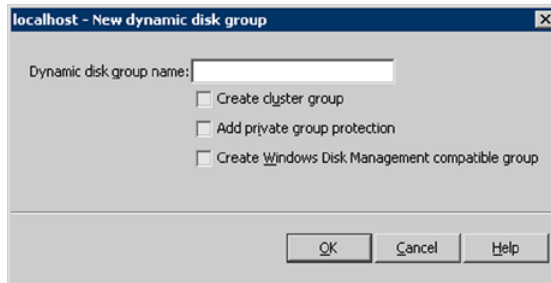 localhost - New dynamic disk group
Dynamic disk group name:
Create cluster group
Add private group protection
Create Windows Disk Management compatible group
OK
Cancel
Help